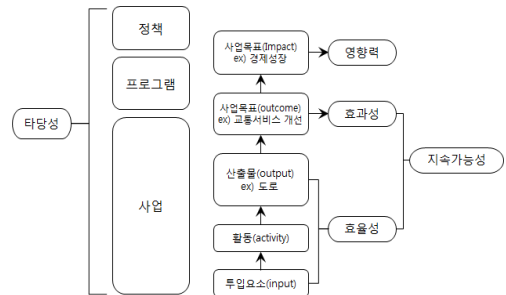 타당성
정책
프로그램
사업
사업목표(Impact)
ex) 경제성장
사업목표(outcome)
ex) 교통서비스 개선
산출물(output)
ex) 도로
활동(activity)
투입요소(input)
영향력
효과성
효율성
지속가능성